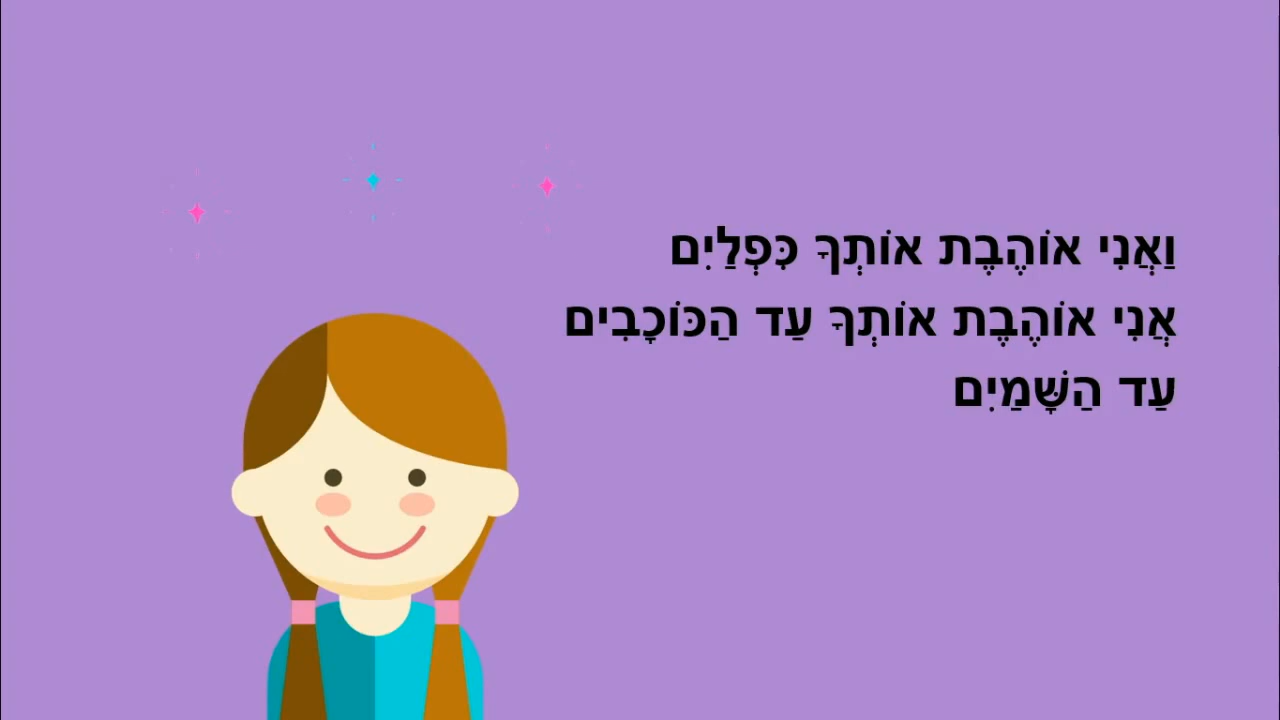 וַאֲנִי אוֹהֶבֶת אוֹתְךָ כִּפְלַיִם
אֲנִי אוֹהֶבֶת אוֹתְךָ עַד הַכּוֹכָבִים
עַד הַשָּׁמַיִם